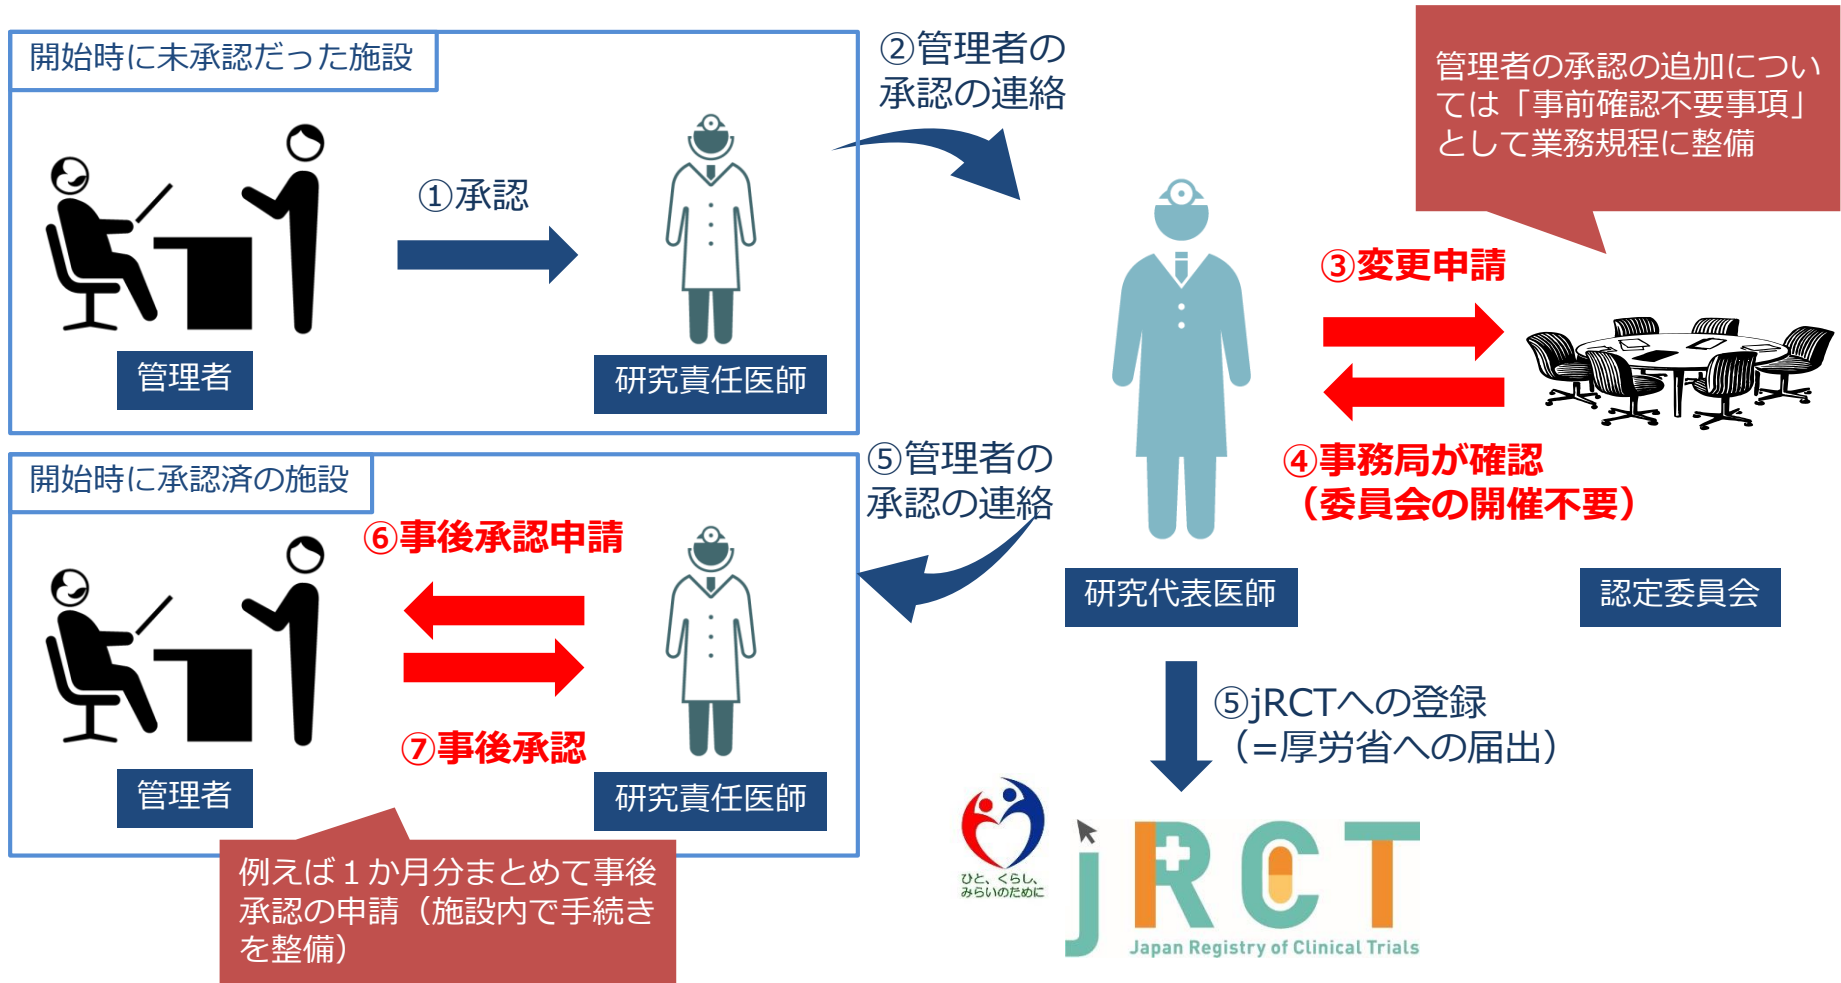 開始時に未承認だった施設
①承認
管理者
研究責任医師
②管理者の
承認の連絡
管理者の承認の追加につい
ては「事前確認不要事項」
として業務規程に整備
③変更申請
④事務局が確認
（委員会の開催不要）
研究代表医師
認定委員会
⑤管理者の
承認の連絡
開始時に承認済の施設
⑥事後承認申請
⑦事後承認
管理者
研究責任医師
例えば１か月分まとめて事後
承認の申請（施設内で手続き
を整備）
⑤jRCTへの登録
（=厚労省への届出）
ひと、くらし、
みらいのために
jRCT
Japan Registry of Clinical Trials